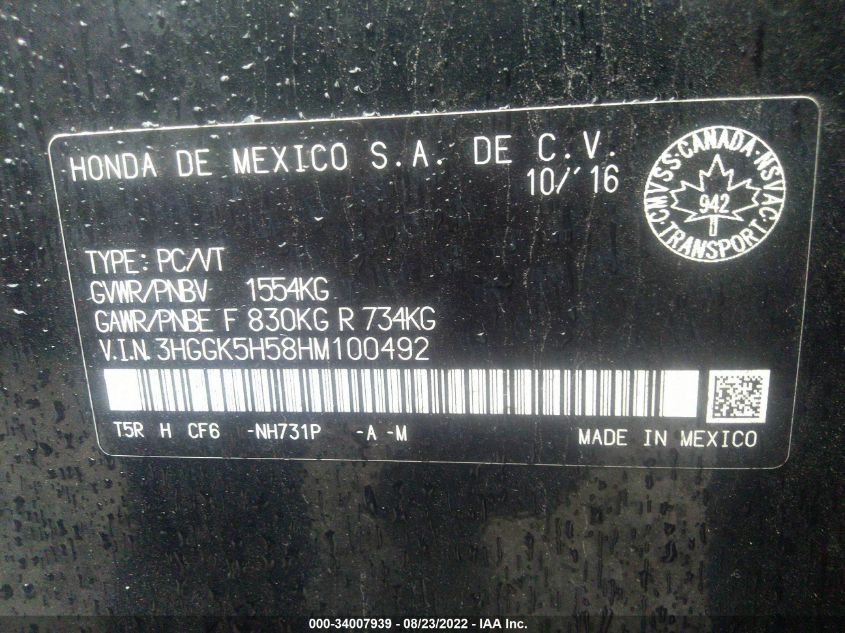 HONDA DE MEXICO S.A. DE C.V.
10/'16
CMVSS·CANADA·NSVAC·TRANSPORT·
942
TYPE: PC/VT
GVWR/PNBV 1554KG
GAWR/PNBE F 830KG R 734KG
V.I.N. 3HGGK5H58HM100492
T5R H CF6 -NH731P -A -M
MADE IN MEXICO
000-34007939 - 08/23/2022 - IAA Inc.